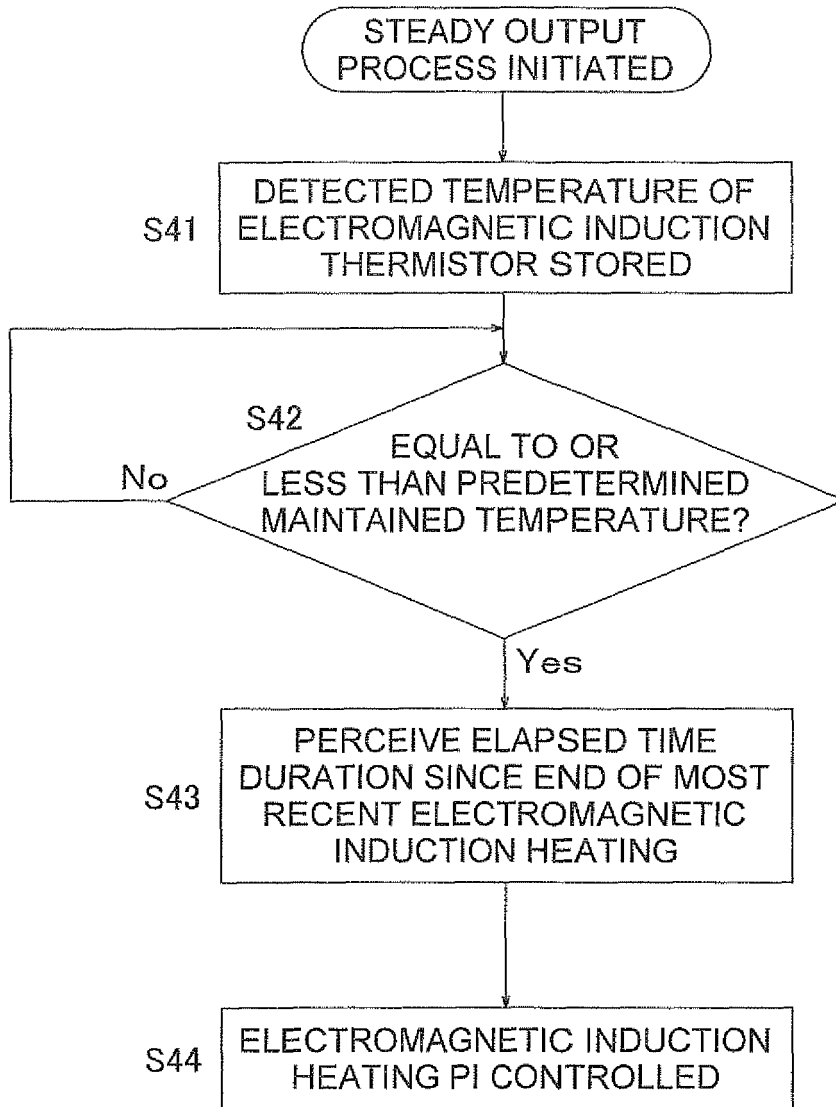 STEADY OUTPUT
PROCESS INITIATED
S41
DETECTED TEMPERATURE OF
ELECTROMAGNETIC INDUCTION
THERMISTOR STORED
S42
EQUAL TO OR
LESS THAN PREDETERMINED
MAINTAINED TEMPERATURE?
No
Yes
S43
PERCEIVE ELAPSED TIME
DURATION SINCE END OF MOST
RECENT ELECTROMAGNETIC
INDUCTION HEATING
S44
ELECTROMAGNETIC INDUCTION
HEATING PI CONTROLLED